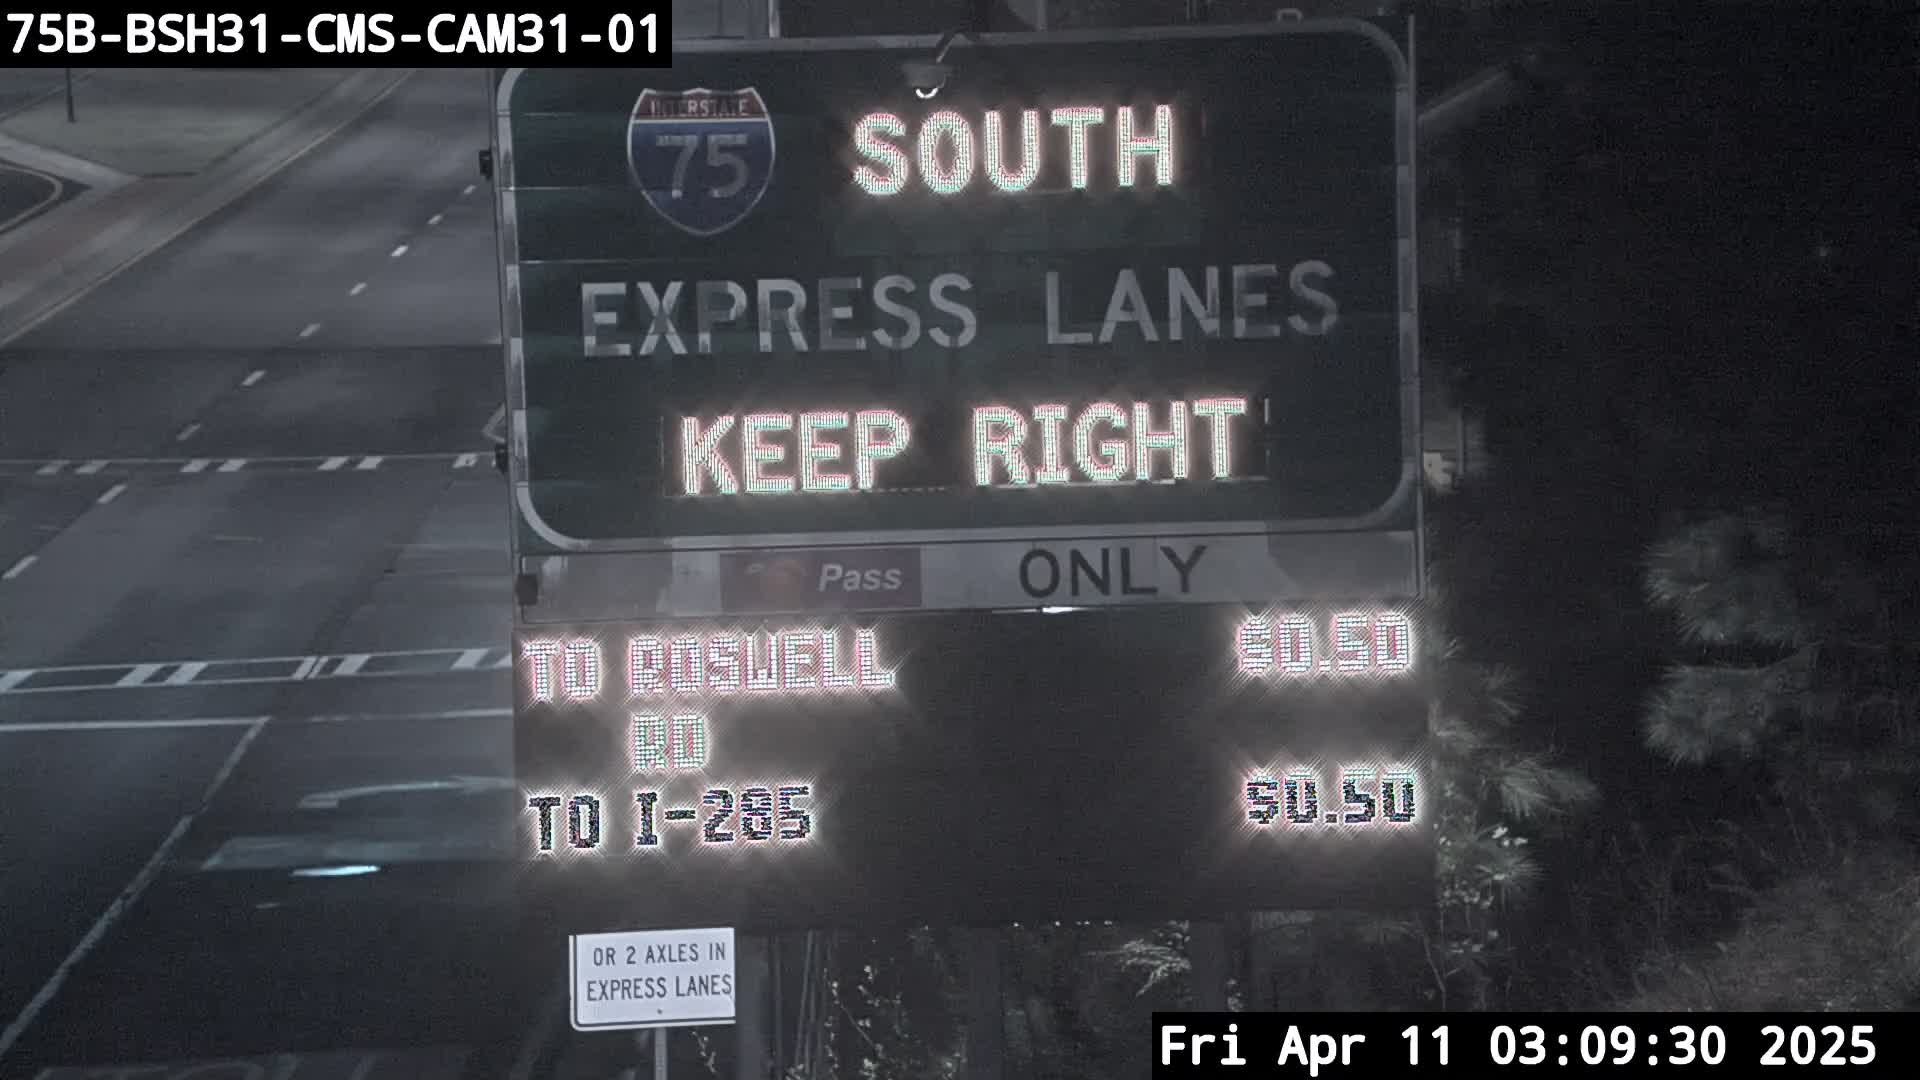 75B-BSH31-CMS-CAM31-01
INTERSTATE
75
SOUTH
EXPRESS LANES
KEEP RIGHT
Pass ONLY
TO ROSWELL $0.50
RD
TO I-285 $0.50
OR 2 AXLES IN
EXPRESS LANES
Fri Apr 11 03:09:30 2025